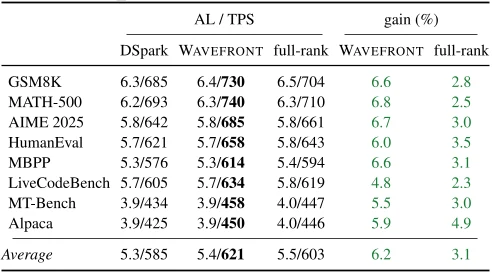 AL / TPS gain (%)
DSpark WAVEFRONT full-rank WAVEFRONT full-rank
GSM8K 6.3/685 6.4/730 6.5/704 6.6 2.8
MATH-500 6.2/693 6.3/740 6.3/710 6.8 2.5
AIME 2025 5.8/642 5.8/685 5.8/661 6.7 3.0
HumanEval 5.7/621 5.7/658 5.8/643 6.0 3.5
MBPP 5.3/576 5.3/614 5.4/594 6.6 3.1
LiveCodeBench 5.7/605 5.7/634 5.8/619 4.8 2.3
MT-Bench 3.9/434 3.9/458 4.0/447 5.5 3.0
Alpaca 3.9/425 3.9/450 4.0/446 5.9 4.9
Average 5.3/585 5.4/621 5.5/603 6.2 3.1